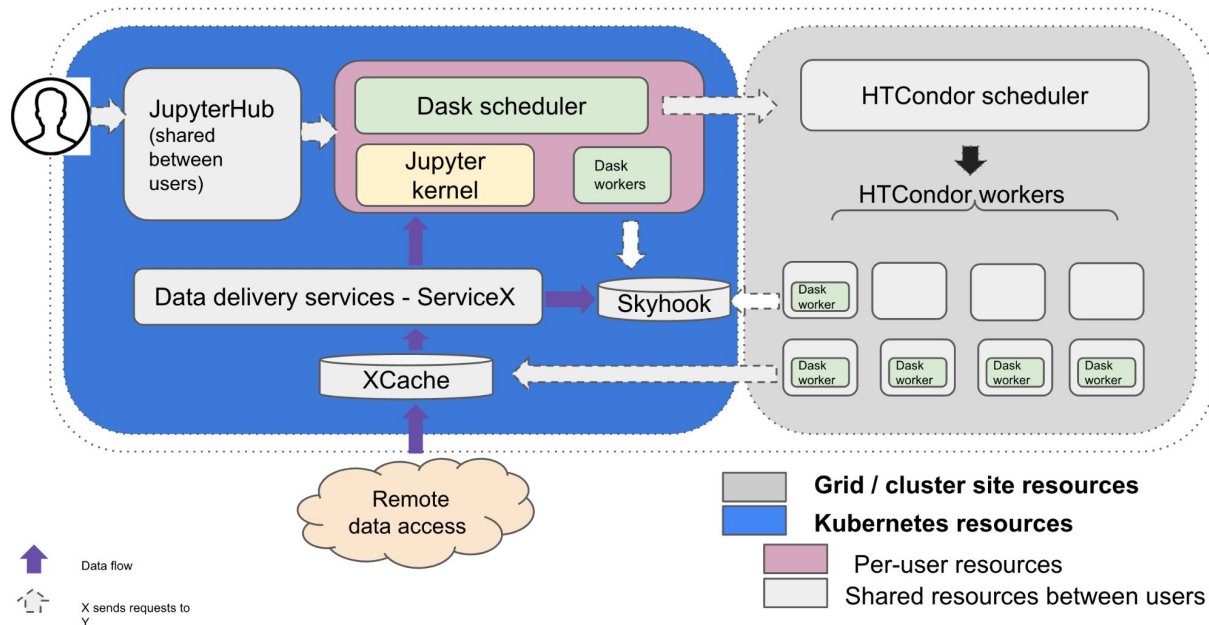 JupyterHub
(shared
between
users)
Dask scheduler
Jupyter
kernel
Dask
workers
HTCondor scheduler
HTCondor workers
Data delivery services - ServiceX
Skyhook
XCache
Dask
worker
Dask
worker
Dask
worker
Dask
worker
Dask
worker
Remote
data access
Grid / cluster site resources
Kubernetes resources
Per-user resources
Shared resources between users
Data flow
X sends requests to
Y